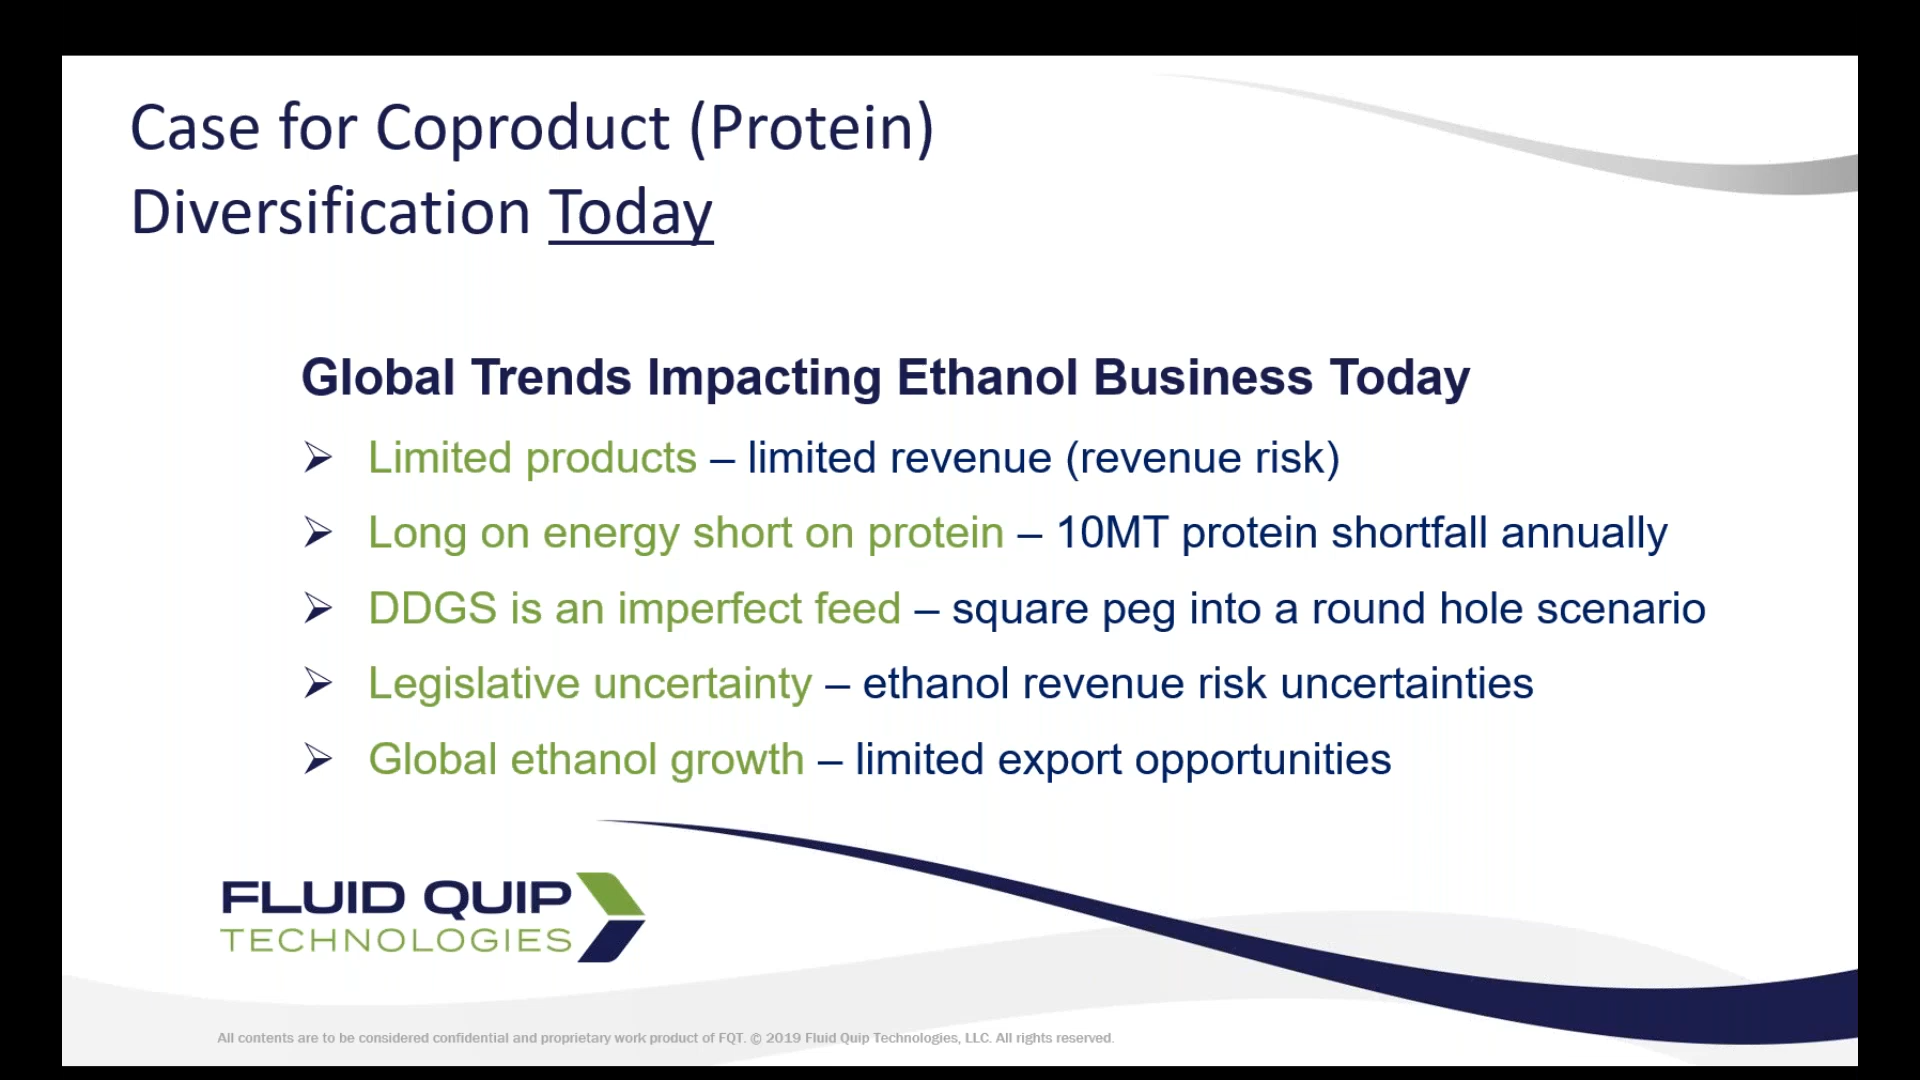 Case for Coproduct (Protein)
Diversification Today
Global Trends Impacting Ethanol Business Today
➢ Limited products – limited revenue (revenue risk)
➢ Long on energy short on protein – 10MT protein shortfall annually
➢ DDGS is an imperfect feed – square peg into a round hole scenario
➢ Legislative uncertainty – ethanol revenue risk uncertainties
➢ Global ethanol growth – limited export opportunities
FLUID QUIP
TECHNOLOGIES
All contents are to be considered confidential and proprietary work product of FQT. © 2019 Fluid Quip Technologies, LLC. All rights reserved.